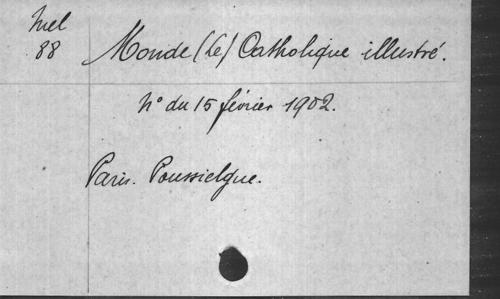 Mel
88
Monde (Le) Catholique illustré.
N° du 15 février 1902.
Paris. Poussielgue.